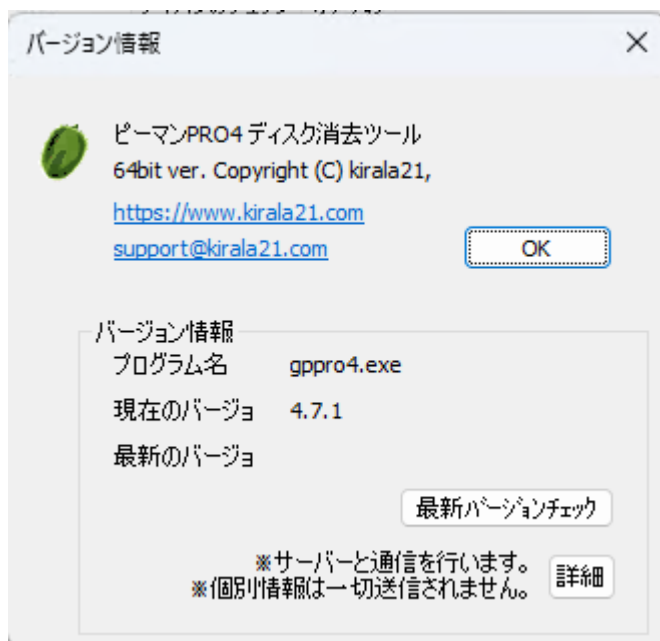 バージョン情報
ピーマンPRO4 ディスク消去ツール
64bit ver. Copyright (C) kirala21,
https://www.kirala21.com
support@kirala21.com
OK
バージョン情報
プログラム名 gppro4.exe
現在のバージョ 4.7.1
最新のバージョ
最新バージョンチェック
※サーバーと通信を行います。
※個別情報は一切送信されません。
詳細